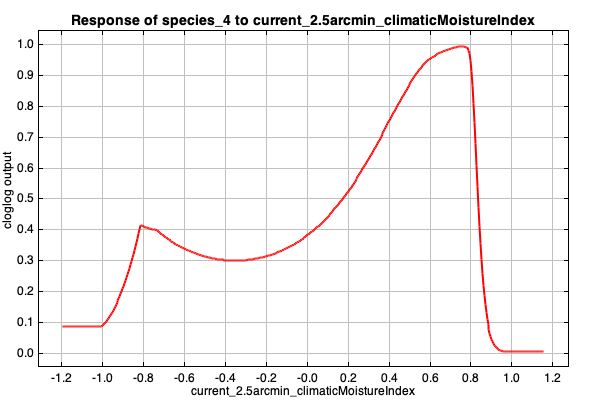 Response of species_4 to current_2.5arcmin_climaticMoistureIndex
1.0
0.9
0.8
0.7
0.6
0.5
0.4
0.3
0.2
0.1
0.0
cloglog output
-1.2 -1.0 -0.8 -0.6 -0.4 -0.2 -0.0 0.2 0.4 0.6 0.8 1.0 1.2
current_2.5arcmin_climaticMoistureIndex